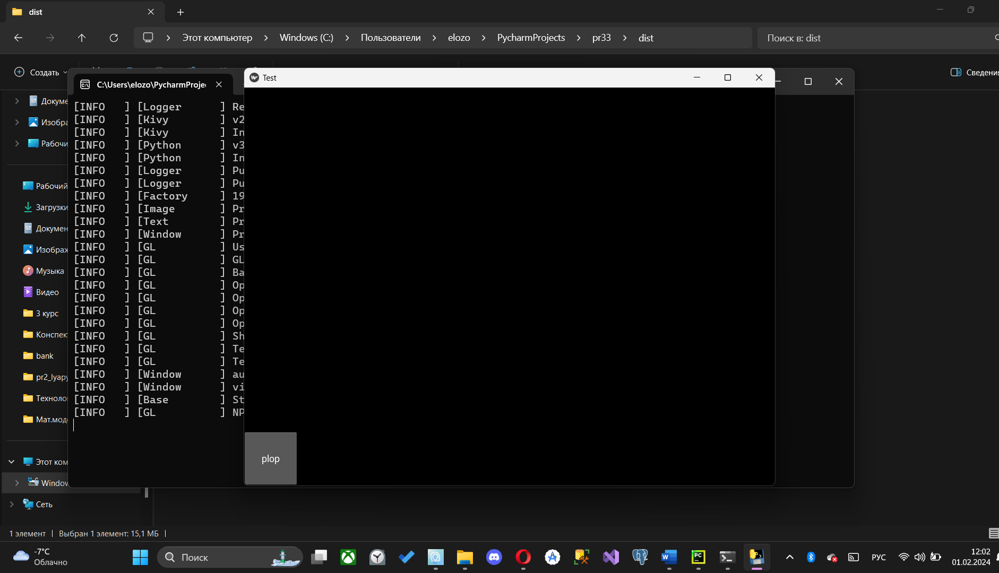 dist
Этот компьютер > Windows (C:) > Пользователи > elozo > PycharmProjects > pr33 > dist
Поиск в: dist
Создать
Сведения
C:\Users\elozo\PycharmProje
Test
Докуме
Изобра
Рабочи
Рабочий
Загрузки
Докумен
Изображ
Музыка
Видео
3 курс
Конспек
bank
pr2_lyapy
Техноло
Мат.мод
Этот ком
Window
Сеть
[INFO   ] [Logger      ] Re
[INFO   ] [Kivy        ] v2
[INFO   ] [Kivy        ] In
[INFO   ] [Python      ] v3
[INFO   ] [Python      ] In
[INFO   ] [Logger      ] Pu
[INFO   ] [Logger      ] Pu
[INFO   ] [Factory     ] 19
[INFO   ] [Image       ] Pr
[INFO   ] [Text        ] Pr
[INFO   ] [Window      ] Pr
[INFO   ] [GL          ] Us
[INFO   ] [GL          ] GL
[INFO   ] [GL          ] Ba
[INFO   ] [GL          ] Op
[INFO   ] [GL          ] Op
[INFO   ] [GL          ] Op
[INFO   ] [GL          ] Op
[INFO   ] [GL          ] Sh
[INFO   ] [GL          ] Te
[INFO   ] [GL          ] Te
[INFO   ] [Window      ] au
[INFO   ] [Window      ] vi
[INFO   ] [Base        ] St
[INFO   ] [GL          ] NP
plop
1 элемент | Выбран 1 элемент: 15,1 МБ |
-7°C
Облачно
Поиск
РУС
12:02
01.02.2024